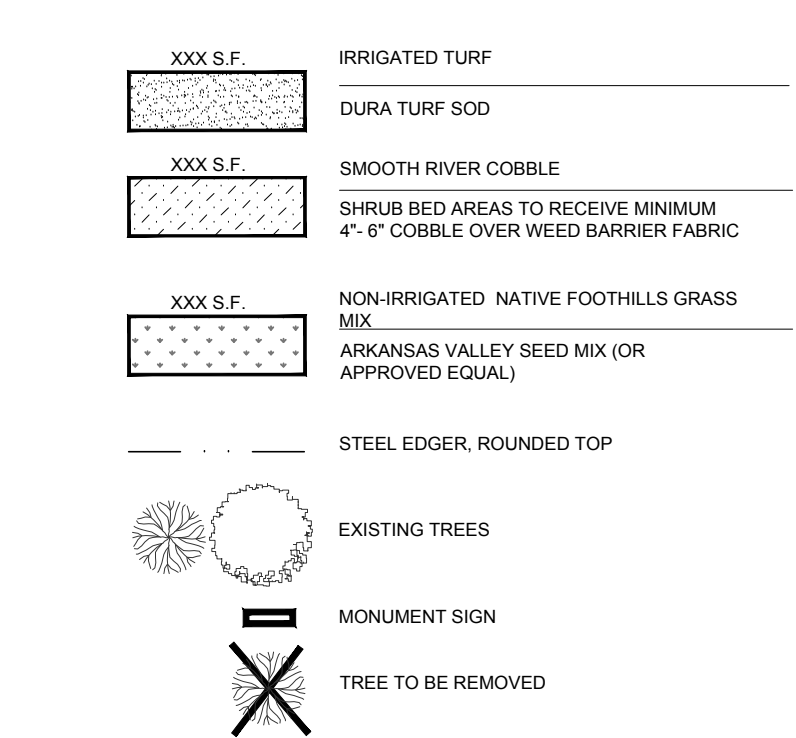 XXX S.F.
IRRIGATED TURF
DURA TURF SOD
XXX S.F.
SMOOTH RIVER COBBLE
SHRUB BED AREAS TO RECEIVE MINIMUM
4"- 6" COBBLE OVER WEED BARRIER FABRIC
XXX S.F.
NON-IRRIGATED  NATIVE FOOTHILLS GRASS
MIX
ARKANSAS VALLEY SEED MIX (OR
APPROVED EQUAL)
STEEL EDGER, ROUNDED TOP
EXISTING TREES
MONUMENT SIGN
TREE TO BE REMOVED